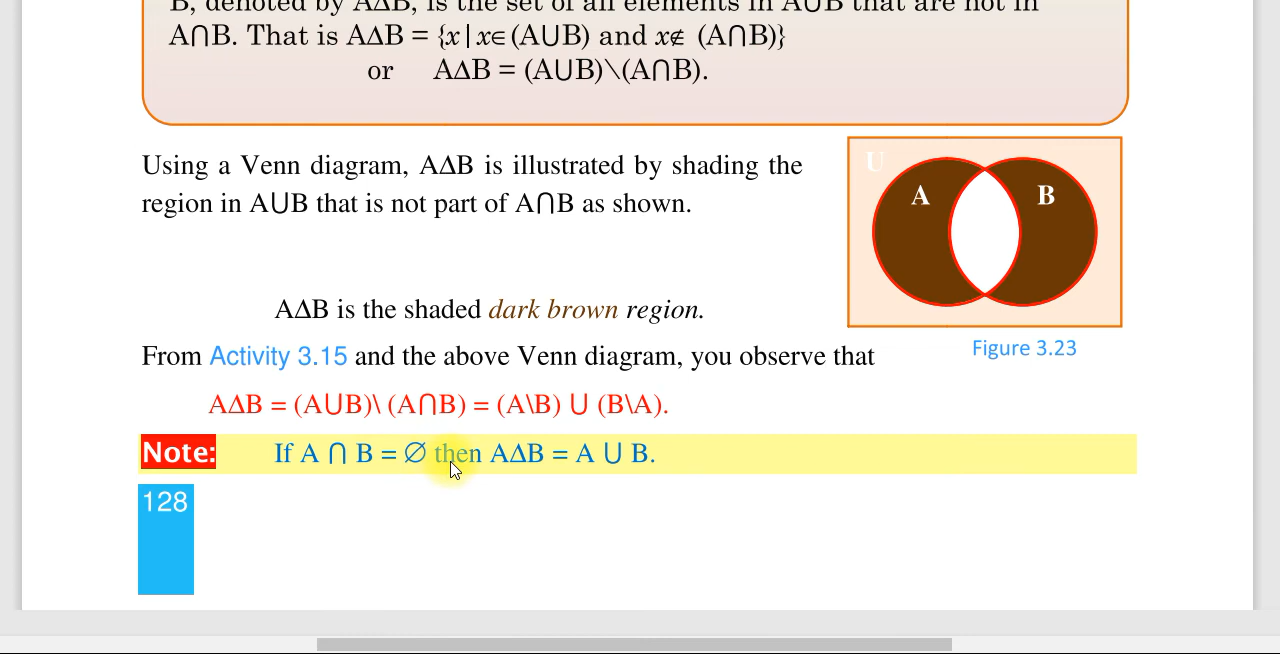 B, denoted by AΔB, is the set of all elements in A∪B that are not in
A∩B. That is AΔB = {x | x∈ (A∪B) and x∉ (A∩B)}
or AΔB = (A∪B)\(A∩B).
Using a Venn diagram, AΔB is illustrated by shading the
region in A∪B that is not part of A∩B as shown.
U
A B
AΔB is the shaded dark brown region.
From Activity 3.15 and the above Venn diagram, you observe that
Figure 3.23
AΔB = (A∪B)\ (A∩B) = (A\B) ∪ (B\A).
Note: If A ∩ B = ∅ then AΔB = A ∪ B.
128